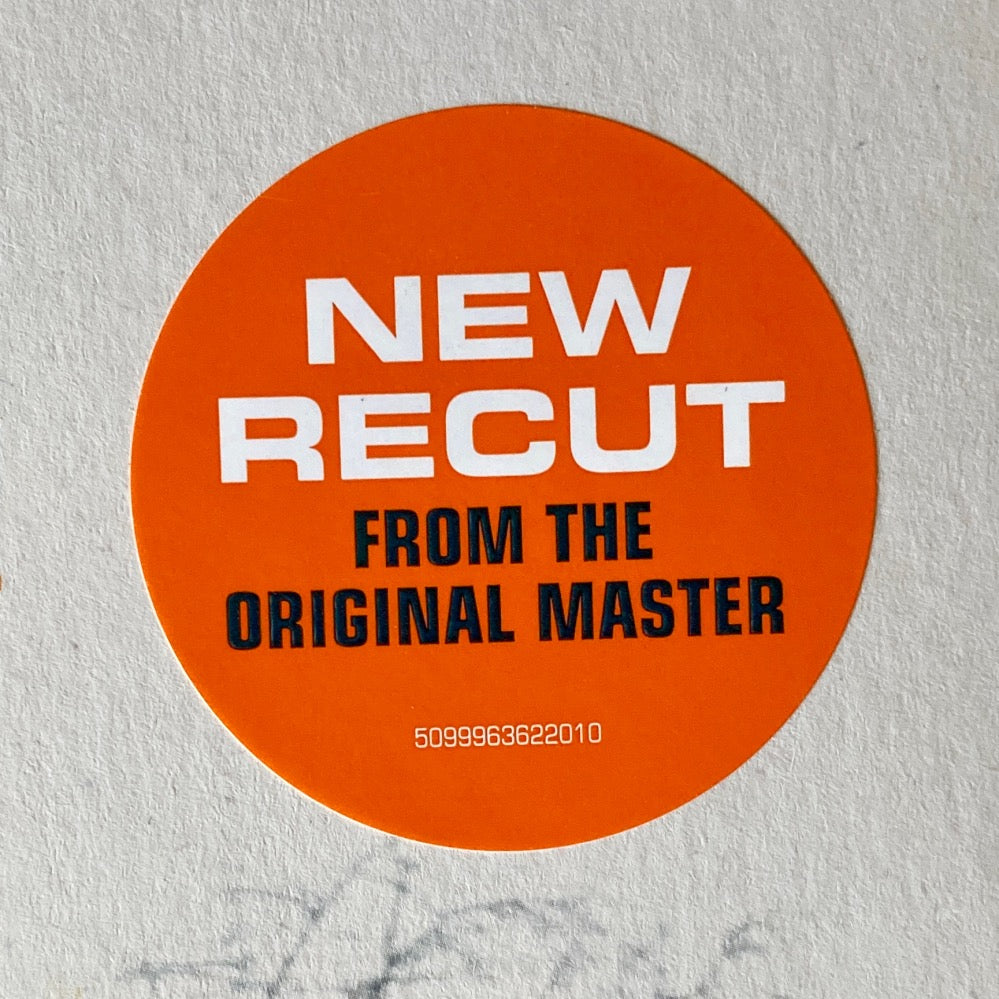 NEW
RECUT
FROM THE
ORIGINAL MASTER
5099963622010